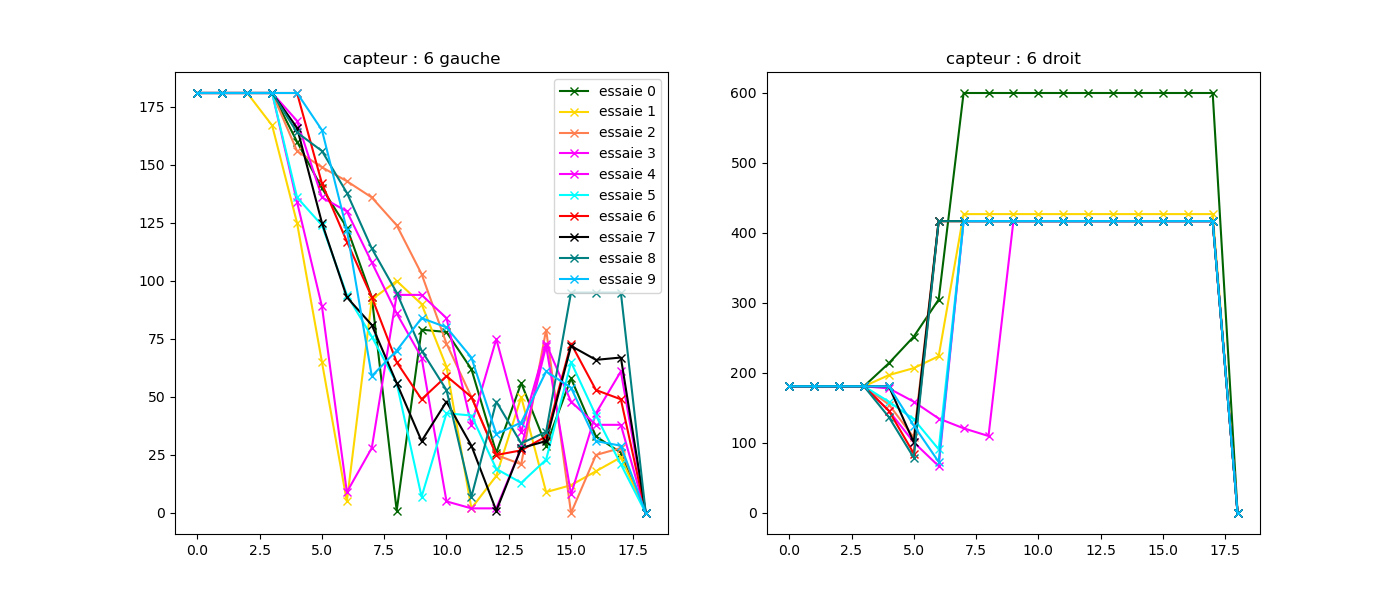 capteur : 6 gauche
175
150
125
100
75
50
25
0
0.0 2.5 5.0 7.5 10.0 12.5 15.0 17.5
essaie 0
essaie 1
essaie 2
essaie 3
essaie 4
essaie 5
essaie 6
essaie 7
essaie 8
essaie 9
capteur : 6 droit
600
500
400
300
200
100
0
0.0 2.5 5.0 7.5 10.0 12.5 15.0 17.5